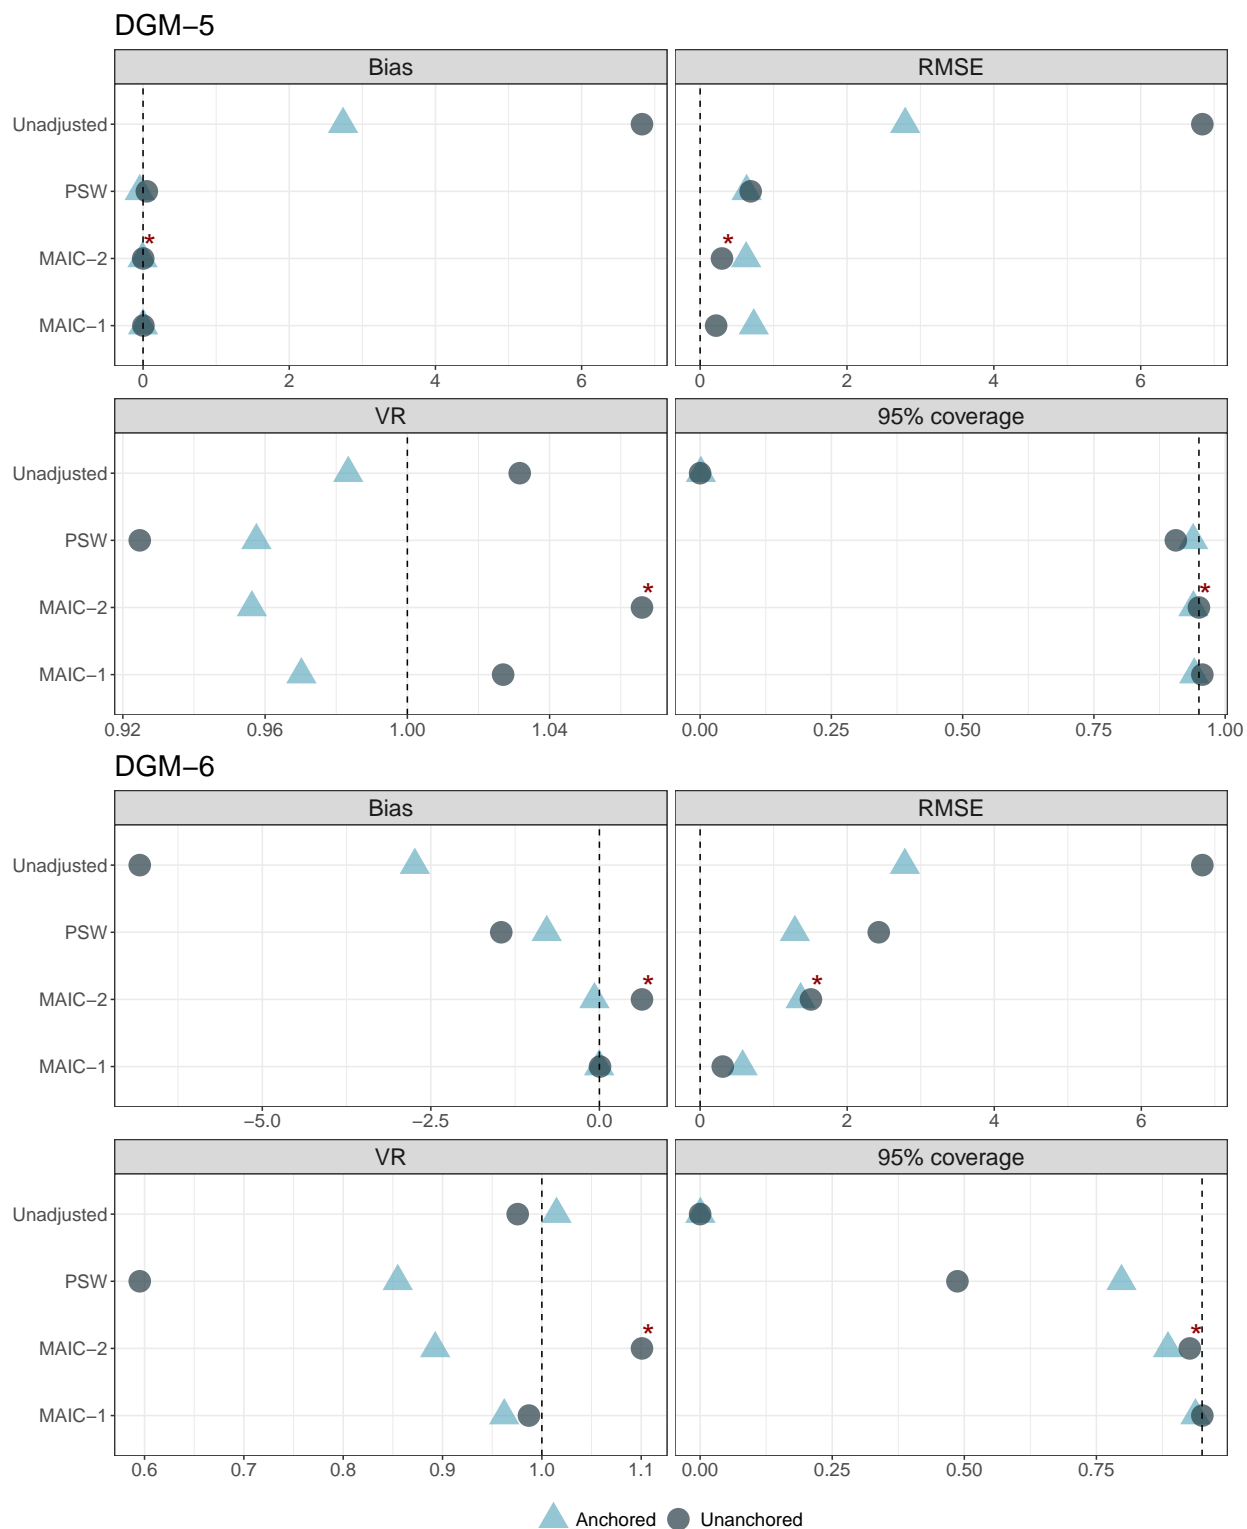 DGM−5
Bias
RMSE
Unadjusted
PSW
*
*
MAIC−2
MAIC−1
0 2 4 6
0 2 4 6
VR
95% coverage
Unadjusted
PSW
*
*
MAIC−2
MAIC−1
0.92 0.96 1.00 1.04
0.00 0.25 0.50 0.75 1.00
DGM−6
Bias
RMSE
Unadjusted
PSW
*
*
MAIC−2
MAIC−1
−5.0 −2.5 0.0
0 2 4 6
VR
95% coverage
Unadjusted
PSW
*
*
MAIC−2
MAIC−1
0.6 0.7 0.8 0.9 1.0 1.1
0.00 0.25 0.50 0.75
Anchored Unanchored